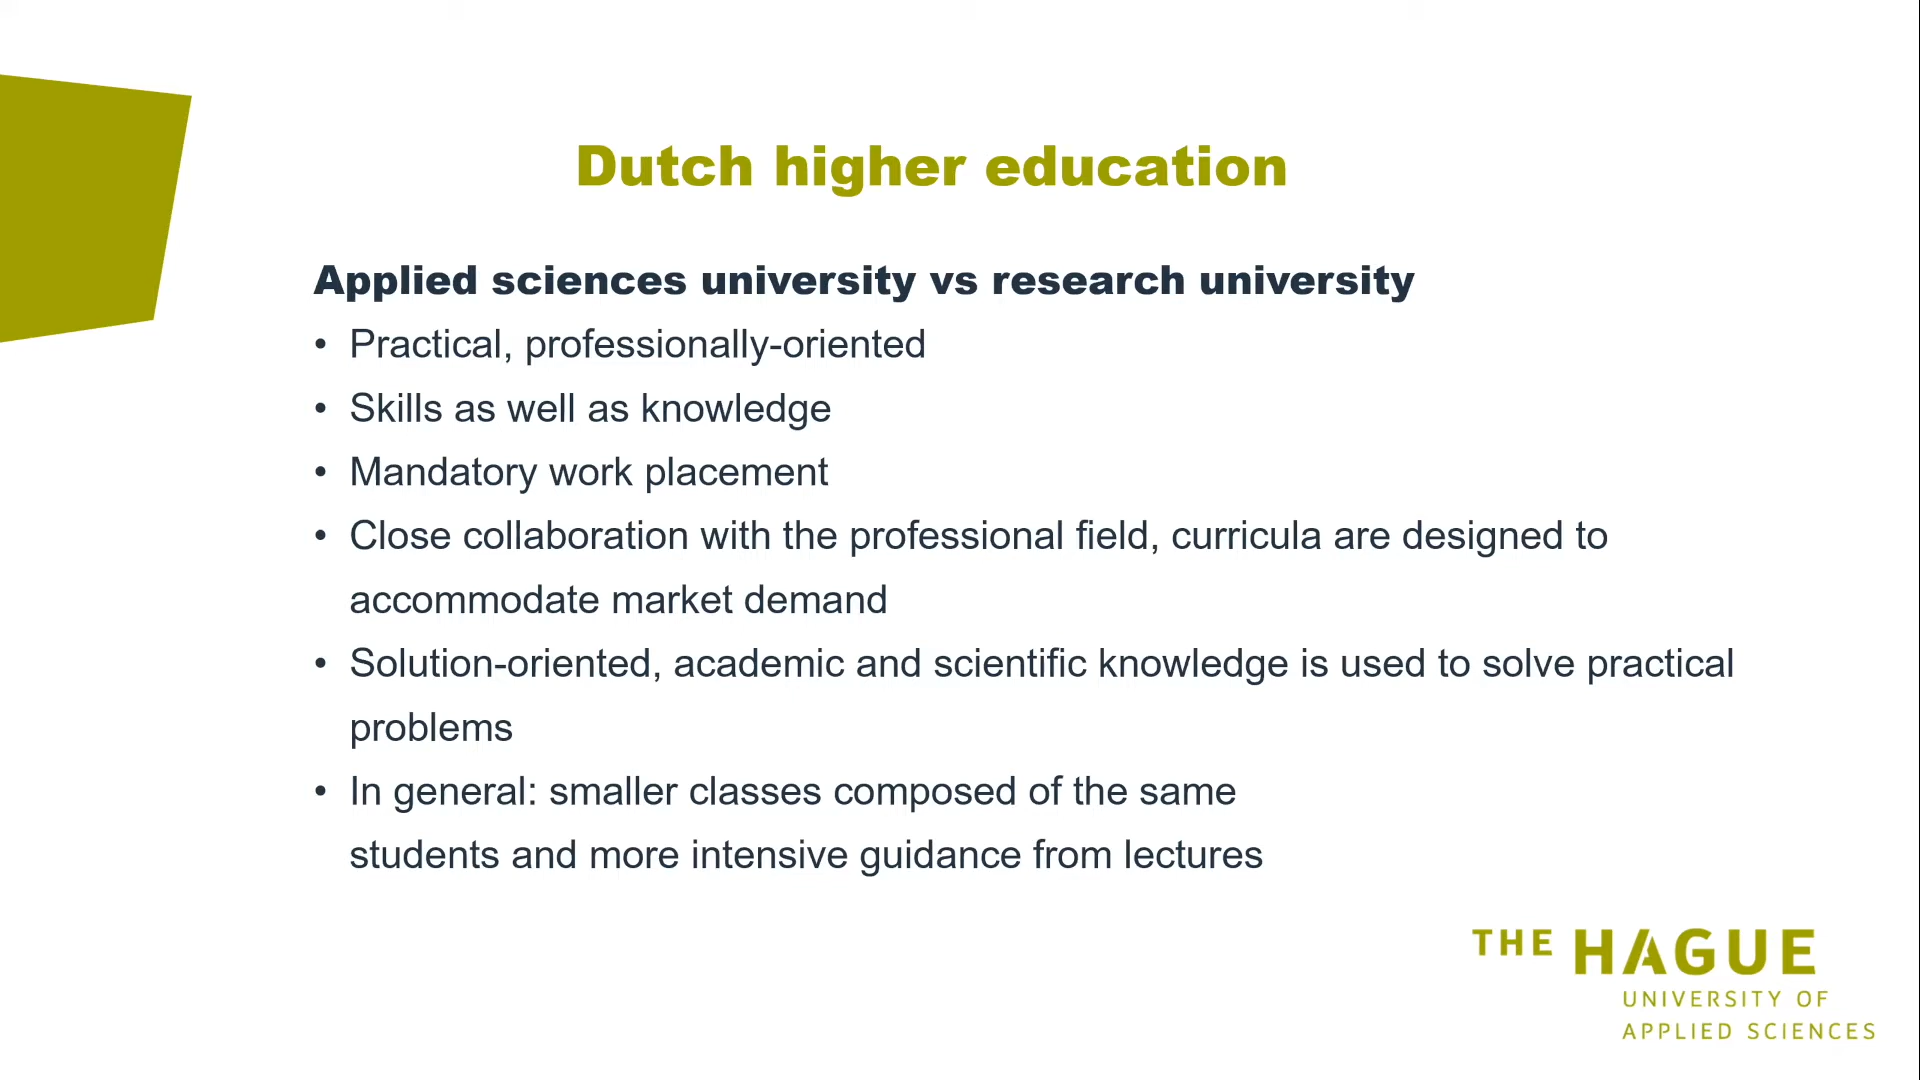 Dutch higher education
Applied sciences university vs research university
• Practical, professionally-oriented
• Skills as well as knowledge
• Mandatory work placement
• Close collaboration with the professional field, curricula are designed to
accommodate market demand
• Solution-oriented, academic and scientific knowledge is used to solve practical
problems
• In general: smaller classes composed of the same
students and more intensive guidance from lectures
THE HAGUE
UNIVERSITY OF
APPLIED SCIENCES